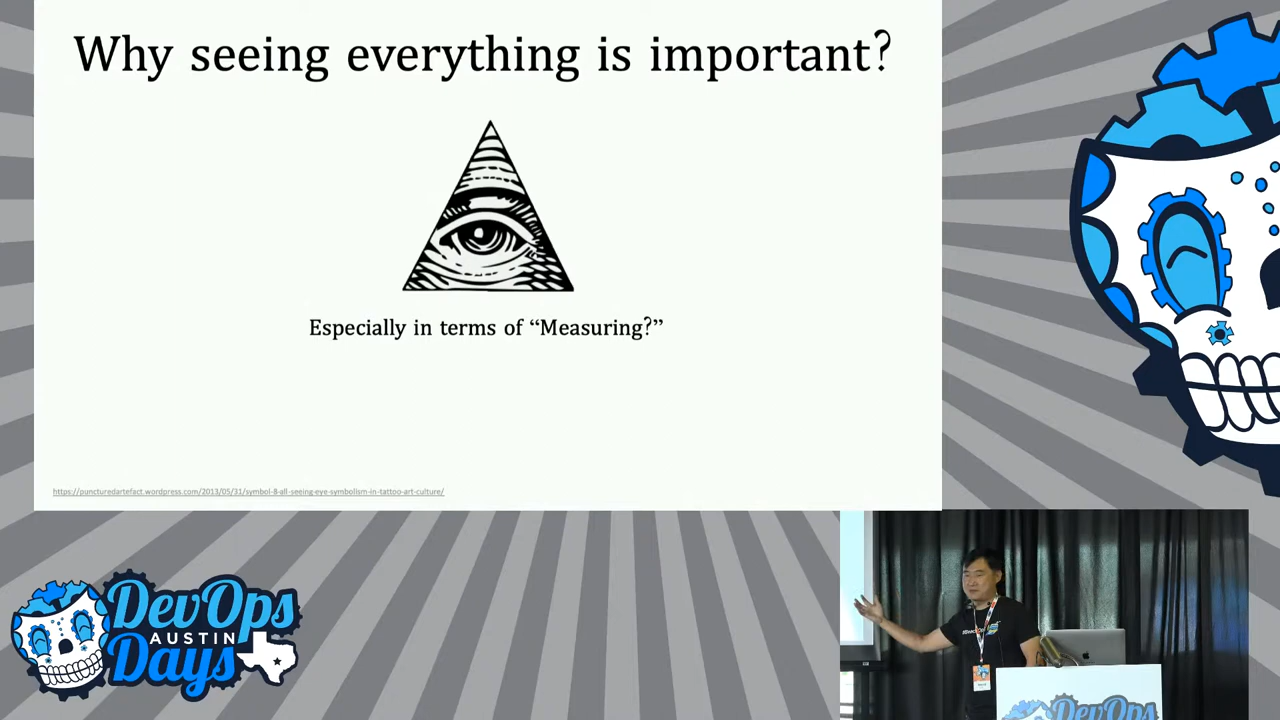 Why seeing everything is important?
Especially in terms of “Measuring?”
https://puncturedartefact.wordpress.com/2013/05/31/symbol-8-all-seeing-eye-symbolism-in-tattoo-art-culture/
DevOps
AUSTIN
Days
DevOps